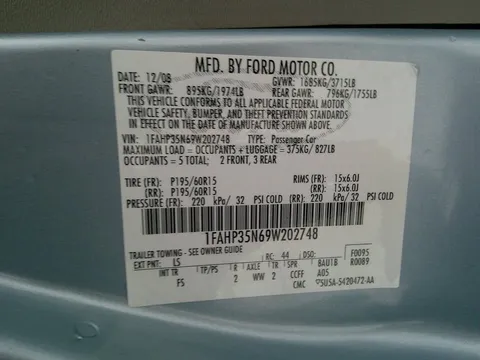 MFD. BY FORD MOTOR CO.
DATE: 12/08 GVWR: 1685KG/3715LB
FRONT GAWR: 895KG/1974LB REAR GAWR: 796KG/1755LB
THIS VEHICLE CONFORMS TO ALL APPLICABLE FEDERAL MOTOR
VEHICLE SAFETY, BUMPER, AND THEFT PREVENTION STANDARDS
IN EFFECT ON THE DATE OF MANUFACTURE SHOWN ABOVE.
VIN: 1FAHP35N69W202748 TYPE: Passenger Car
MAXIMUM LOAD = OCCUPANTS + LUGGAGE = 375KG/827LB
OCCUPANTS = 5 TOTAL: 2 FRONT, 3 REAR
TIRE (FR): P195/60R15 RIMS (FR): 15x6.0J
(RR): P195/60R15 (RR): 15x6.0J
PRESSURE (FR): 220 kPa/ 32 PSI COLD (RR): 220 kPa/ 32 PSI COLD
1FAHP35N69W202748
TRAILER TOWING - SEE OWNER GUIDE
EXT PNT: LS RC: 44 DSO: F0095
INT TR TP/PS R AXLE TR SPR BAU1B R0089
FS 2 WW 2 CCFF A05
CMC